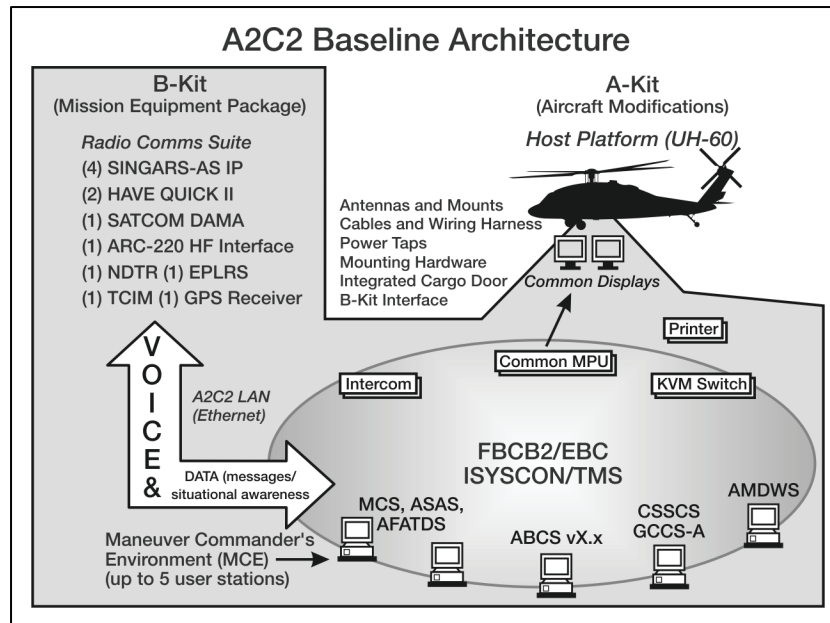 A2C2 Baseline Architecture
B-Kit
(Mission Equipment Package)
Radio Comms Suite
(4) SINGARS-AS IP
(2) HAVE QUICK II
(1) SATCOM DAMA
(1) ARC-220 HF Interface
(1) NDTR (1) EPLRS
(1) TCIM (1) GPS Receiver
A-Kit
(Aircraft Modifications)
Host Platform (UH-60)
Antennas and Mounts
Cables and Wiring Harness
Power Taps
Mounting Hardware
Integrated Cargo Door
B-Kit Interface
Common Displays
Printer
Common MPU
Intercom
KVM Switch
VOICE &
A2C2 LAN
(Ethernet)
DATA (messages/
situational awareness
FBCB2/EBC
ISYSCON/TMS
MCS, ASAS,
AFATDS
ABCS vX.x
CSSCS
GCCS-A
AMDWS
Maneuver Commander's
Environment (MCE)
(up to 5 user stations)